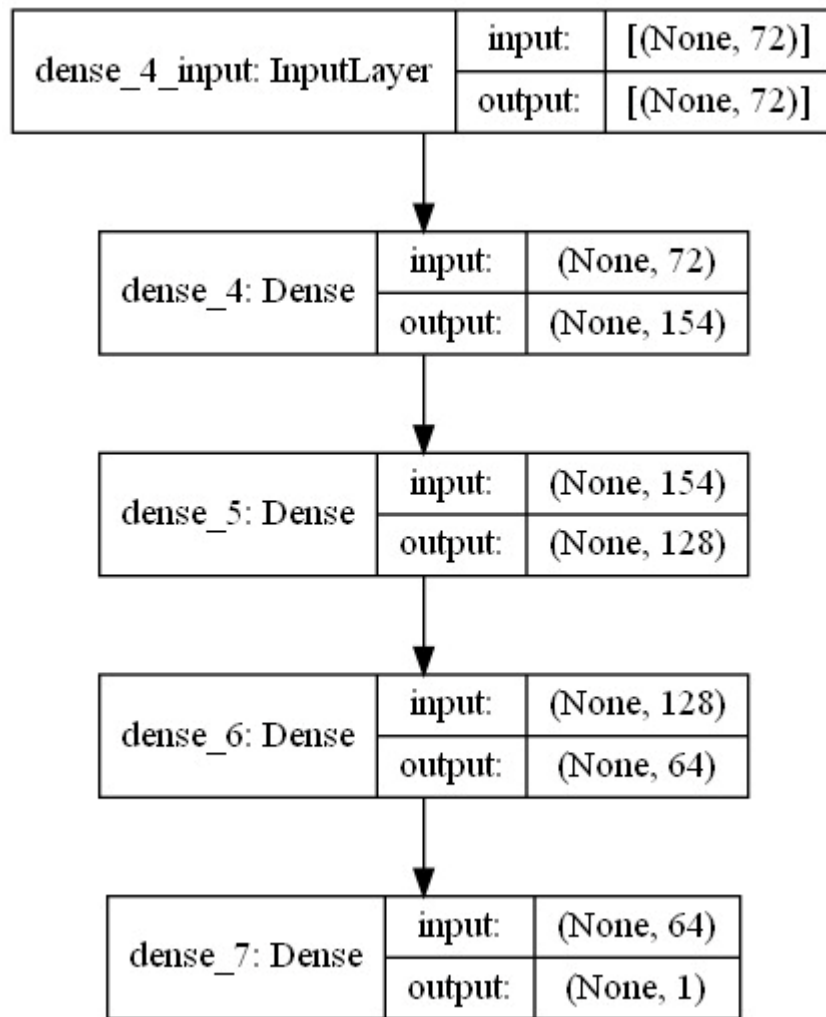 dense_4_input: InputLayer
input: [(None, 72)]
output: [(None, 72)]
dense_4: Dense
input: (None, 72)
output: (None, 154)
dense_5: Dense
input: (None, 154)
output: (None, 128)
dense_6: Dense
input: (None, 128)
output: (None, 64)
dense_7: Dense
input: (None, 64)
output: (None, 1)